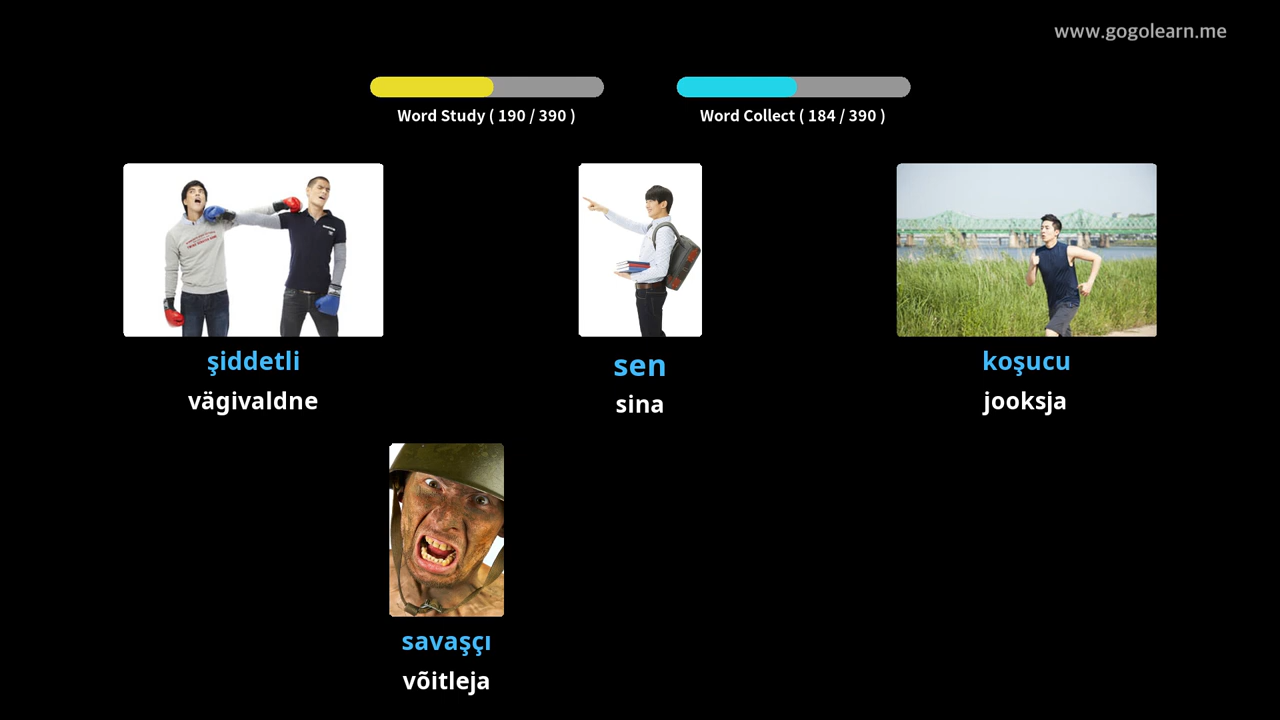 www.gogolearn.me
Word Study ( 190 / 390 )
Word Collect ( 184 / 390 )
şiddetli
vägivaldne
sen
sina
koşucu
jooksja
savaşçı
võitleja